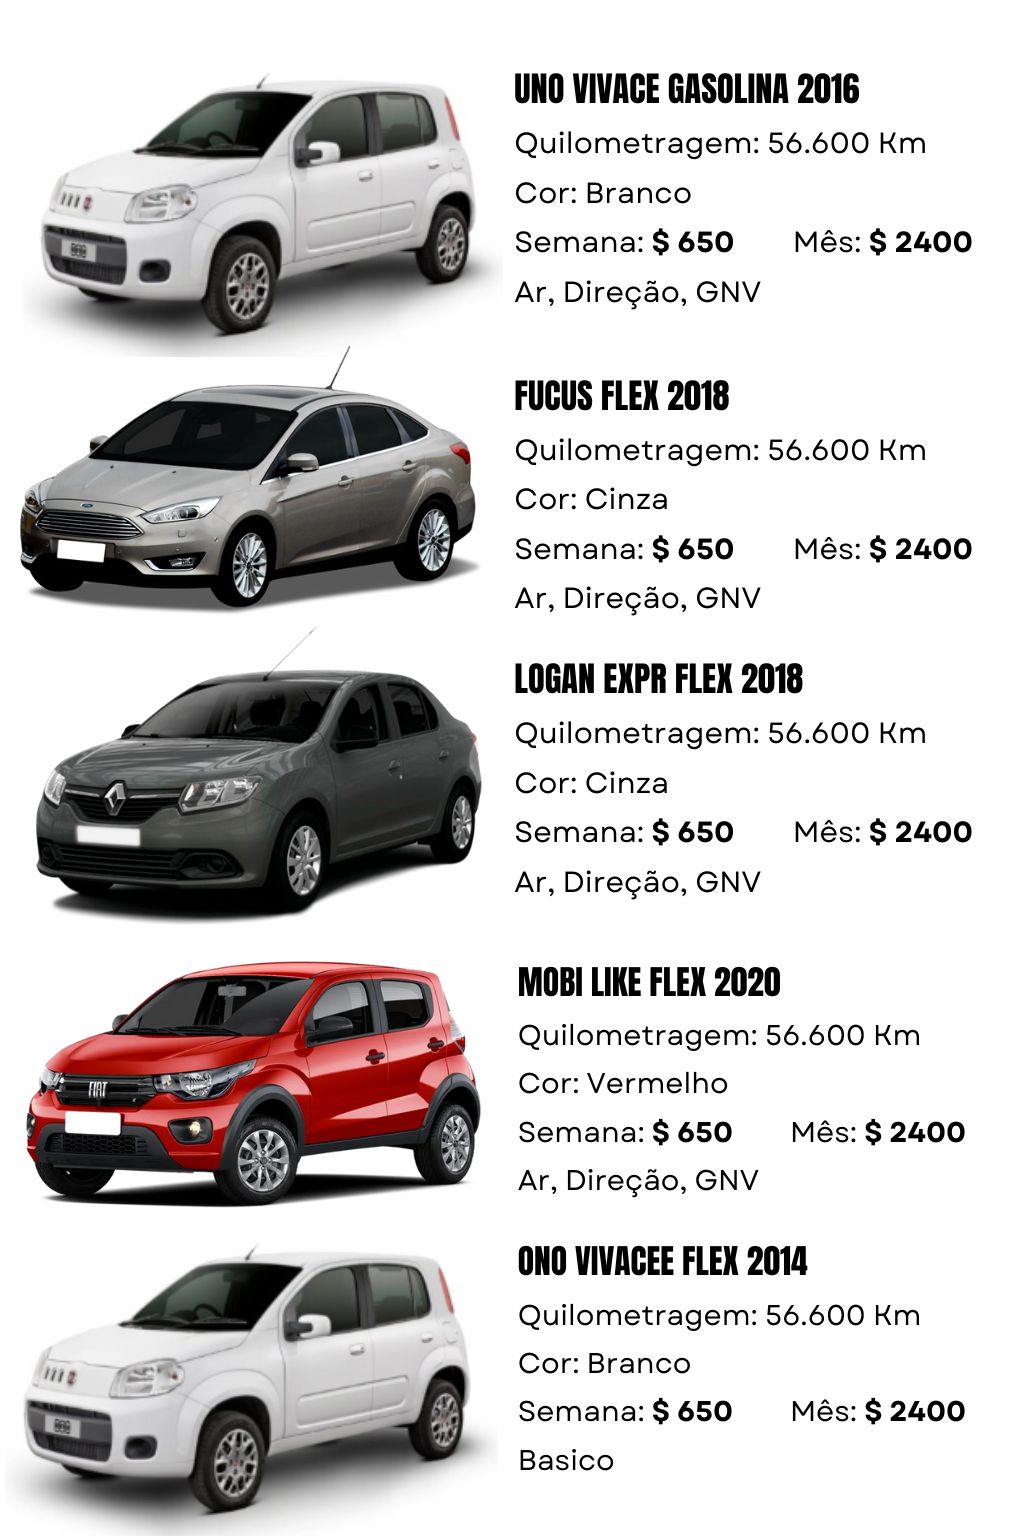 UNO VIVACE GASOLINA 2016
Quilometragem: 56.600 Km
Cor: Branco
Semana: $ 650 Mês: $ 2400
Ar, Direção, GNV
FUCUS FLEX 2018
Quilometragem: 56.600 Km
Cor: Cinza
Semana: $ 650 Mês: $ 2400
Ar, Direção, GNV
LOGAN EXPR FLEX 2018
Quilometragem: 56.600 Km
Cor: Cinza
Semana: $ 650 Mês: $ 2400
Ar, Direção, GNV
FIAT
MOBI LIKE FLEX 2020
Quilometragem: 56.600 Km
Cor: Vermelho
Semana: $ 650 Mês: $ 2400
Ar, Direção, GNV
ONO VIVACEE FLEX 2014
Quilometragem: 56.600 Km
Cor: Branco
Semana: $ 650 Mês: $ 2400
Basico